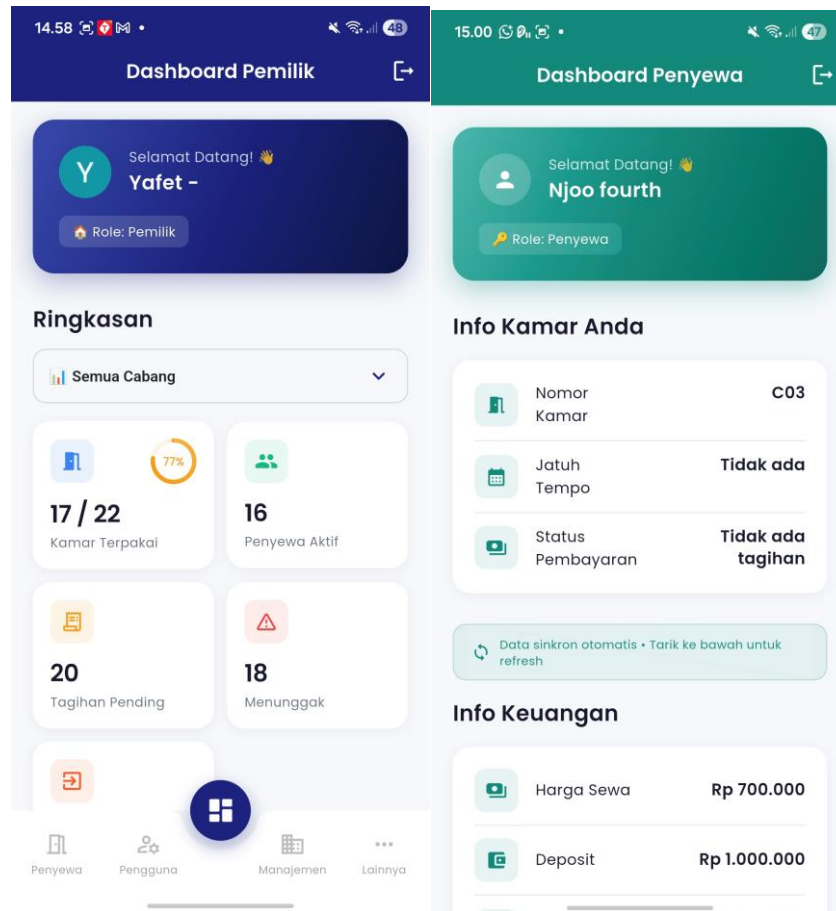 14.58
48
Dashboard Pemilik
Y
Selamat Datang! 👋
Yafet -
🏠 Role: Pemilik
Ringkasan
📊 Semua Cabang
77%
17 / 22
Kamar Terpakai
16
Penyewa Aktif
20
Tagihan Pending
18
Menunggak
Penyewa
Pengguna
Manajemen
Lainnya
15.00
47
Dashboard Penyewa
Selamat Datang! 👋
Njoo fourth
🔑 Role: Penyewa
Info Kamar Anda
Nomor
Kamar
C03
Jatuh
Tempo
Tidak ada
Status
Pembayaran
Tidak ada
tagihan
Data sinkron otomatis • Tarik ke bawah untuk
refresh
Info Keuangan
Harga Sewa
Rp 700.000
Deposit
Rp 1.000.000